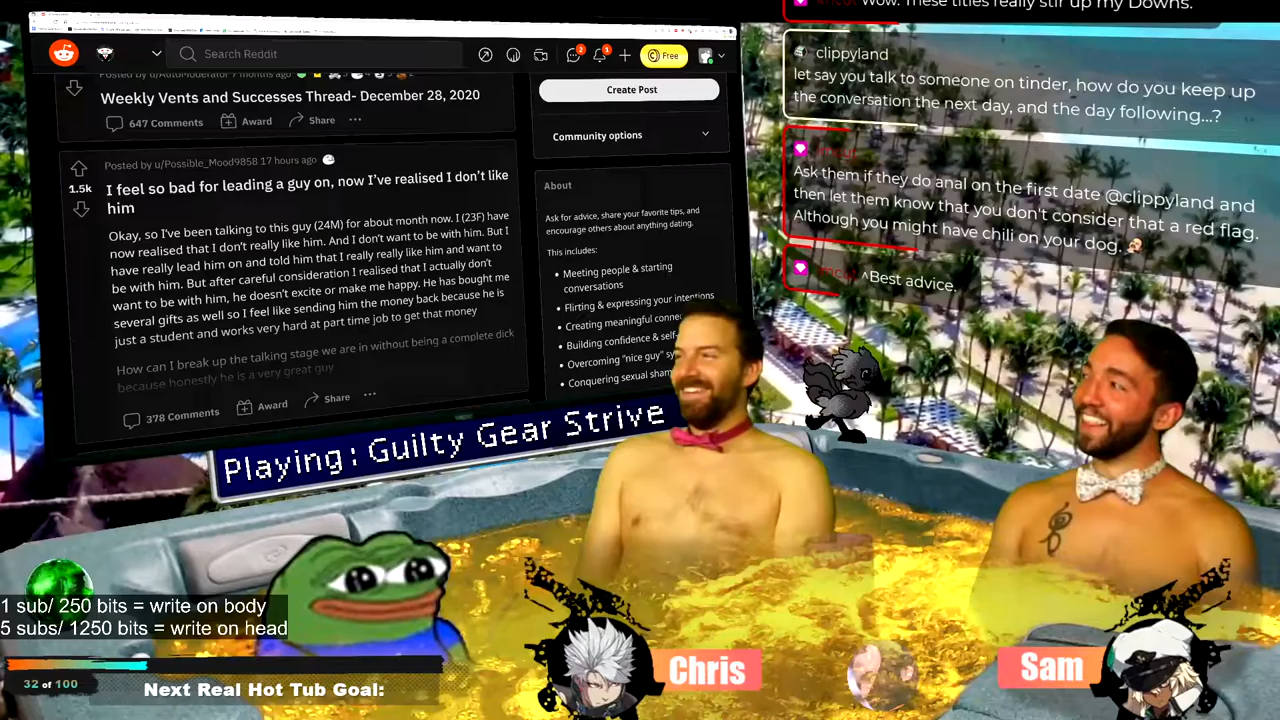 Search Reddit
2
1
Free
Posted by u/AutoModerator 7 months ago
Weekly Vents and Successes Thread- December 28, 2020
647 Comments
Award
Share
Posted by u/Possible_Mood9858 17 hours ago
1.5k
I feel so bad for leading a guy on, now I've realised I don't like
him
Okay, so I've been talking to this guy (24M) for about month now. I (23F) have
now realised that I don't really like him. And I don't want to be with him. But I
have really lead him on and told him that I really really like him and want to
be with him. But after careful consideration I realised that I actually don't
want to be with him, he doesn't excite or make me happy. He has bought me
several gifts as well so I feel like sending him the money back because he is
just a student and works very hard at part time job to get that money
How can I break up the talking stage we are in without being a complete dick
because honestly he is a very great guy
378 Comments
Award
Share
Create Post
Community options
About
Ask for advice, share your favorite tips, and
encourage others about anything dating.
This includes:
• Meeting people & starting
conversations
• Flirting & expressing your intentions
• Creating meaningful
• Building confidence &
• Overcoming "nice guy"
• Conquering sexual
Wow. These titles really stir up my Downs.
clippyland
let say you talk to someone on tinder, how do you keep up
the conversation the next day, and the day following...?
Ask them if they do anal on the first date @clippyland and
then let them know that you don't consider that a red flag.
Although you might have chili on your dog.
^Best advice.
Playing: Guilty Gear Strive
1 sub/ 250 bits = write on body
5 subs/ 1250 bits = write on head
32 of 100
Next Real Hot Tub Goal:
Chris
Sam